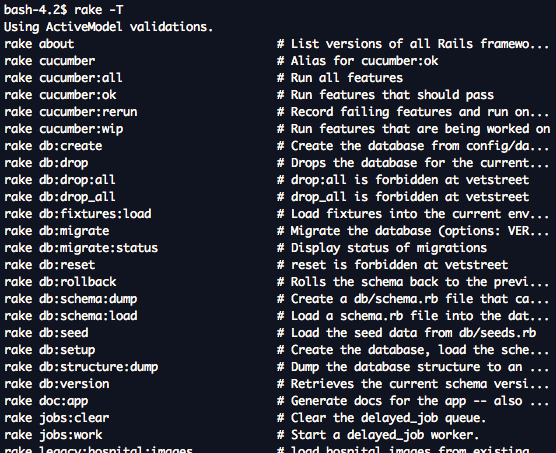 bash-4.2$ rake -T
Using ActiveModel validations.
rake about # List versions of all Rails framewo...
rake cucumber # Alias for cucumber:ok
rake cucumber:all # Run all features
rake cucumber:ok # Run features that should pass
rake cucumber:rerun # Record failing features and run on...
rake cucumber:wip # Run features that are being worked on
rake db:create # Create the database from config/da...
rake db:drop # Drops the database for the current...
rake db:drop:all # drop:all is forbidden at vetstreet
rake db:drop_all # drop_all is forbidden at vetstreet
rake db:fixtures:load # Load fixtures into the current env...
rake db:migrate # Migrate the database (options: VER...
rake db:migrate:status # Display status of migrations
rake db:reset # reset is forbidden at vetstreet
rake db:rollback # Rolls the schema back to the previ...
rake db:schema:dump # Create a db/schema.rb file that ca...
rake db:schema:load # Load a schema.rb file into the dat...
rake db:seed # Load the seed data from db/seeds.rb
rake db:setup # Create the database, load the sche...
rake db:structure:dump # Dump the database structure to an ...
rake db:version # Retrieves the current schema versi...
rake doc:app # Generate docs for the app -- also ...
rake jobs:clear # Clear the delayed_job queue.
rake jobs:work # Start a delayed_job worker.
rake legacy:hospital:images # load hospital images from existing...